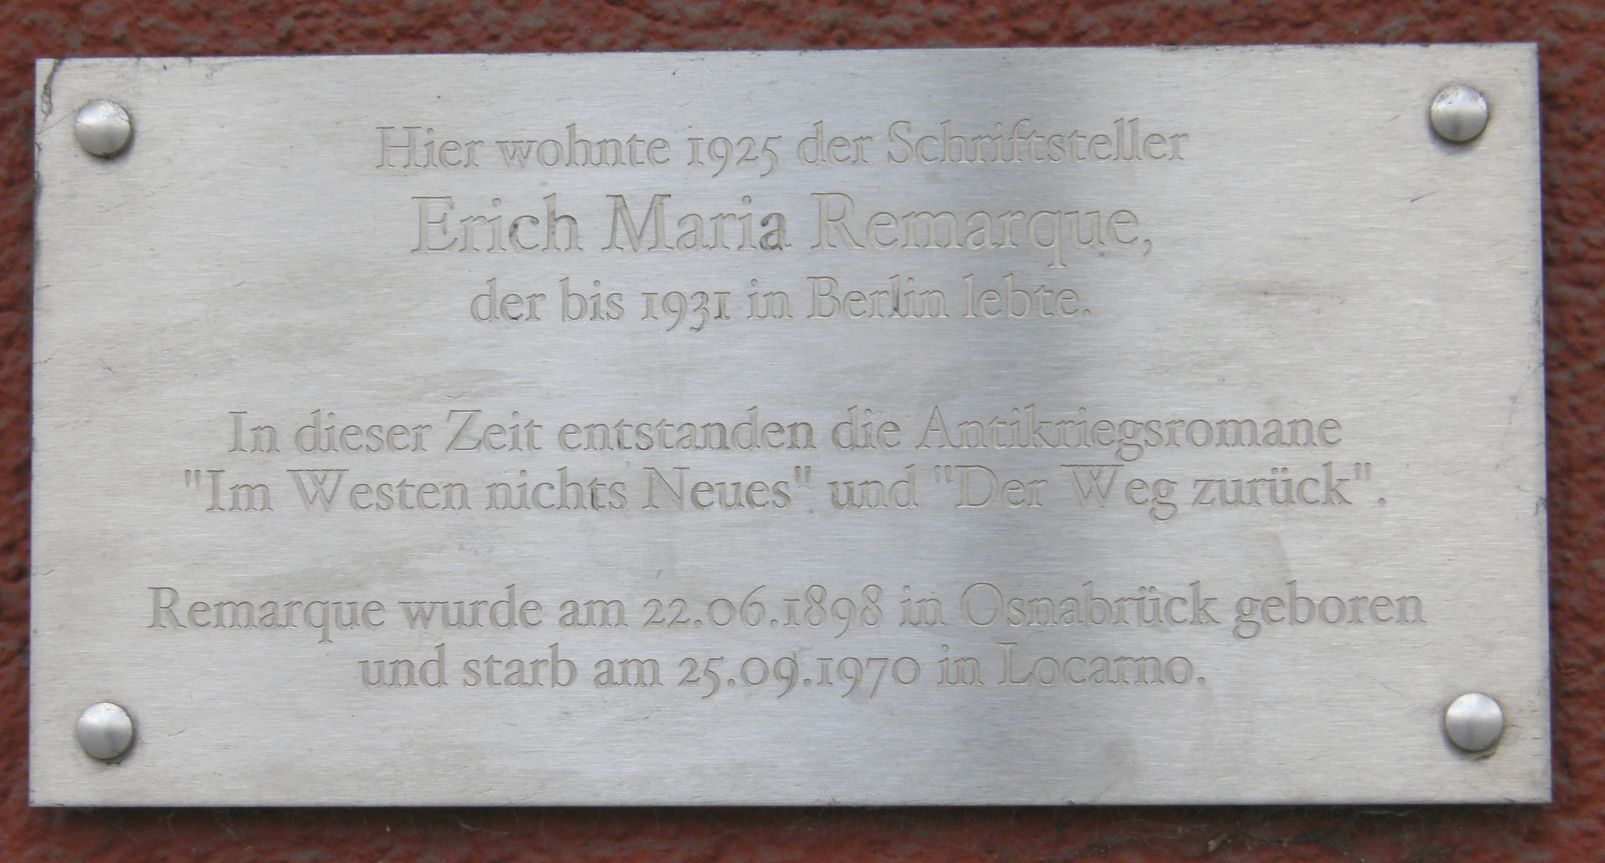 Hier wohnte 1925 der Schriftsteller
Erich Maria Remarque,
der bis 1931 in Berlin lebte.
In dieser Zeit entstanden die Antikriegsromane
"Im Westen nichts Neues" und "Der Weg zurück".
Remarque wurde am 22.06.1898 in Osnabrück geboren
und starb am 25.09.1970 in Locarno.